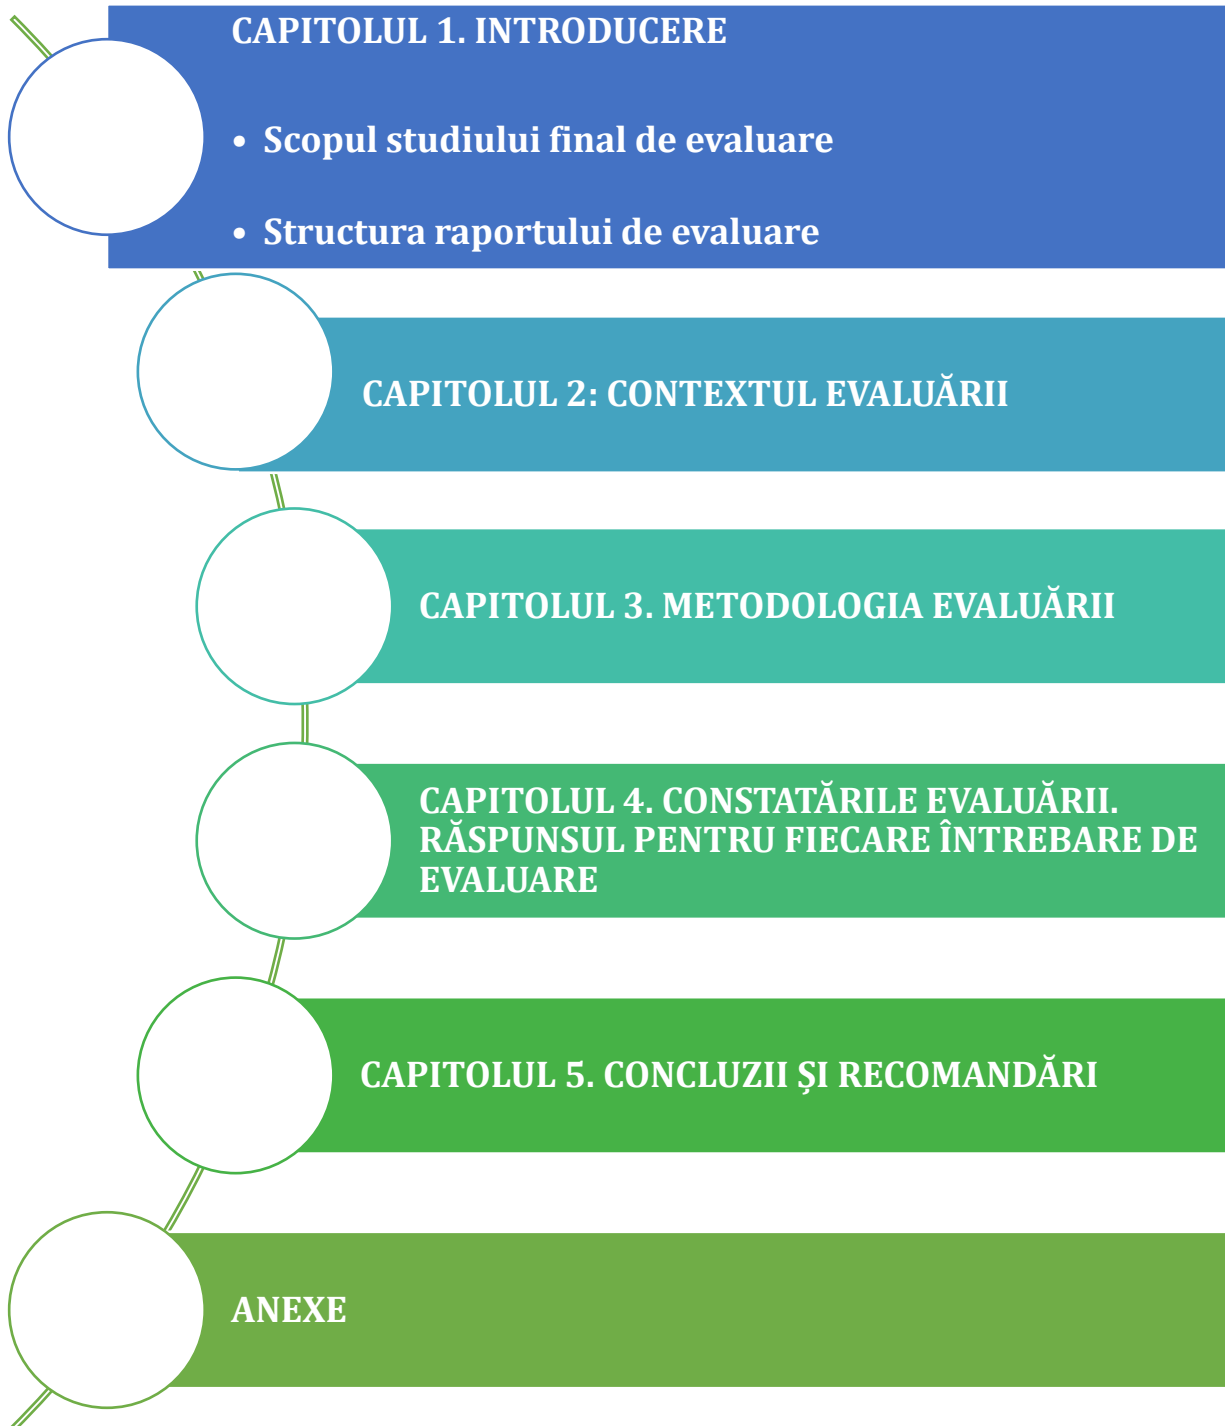 CAPITOLUL 1. INTRODUCERE
• Scopul studiului final de evaluare
• Structura raportului de evaluare
CAPITOLUL 2: CONTEXTUL EVALUĂRII
CAPITOLUL 3. METODOLOGIA EVALUĂRII
CAPITOLUL 4. CONSTATĂRILE EVALUĂRII.
RĂSPUNSUL PENTRU FIECARE ÎNTREBARE DE
EVALUARE
CAPITOLUL 5. CONCLUZII ȘI RECOMANDĂRI
ANEXE